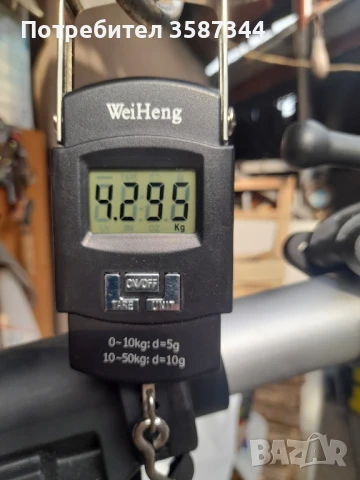 Потребител 3587344
WeiHeng
4.295
Kg
ON/OFF
TARE UNIT
0~10kg: d=5g
10~50kg: d=10g
BAZAR